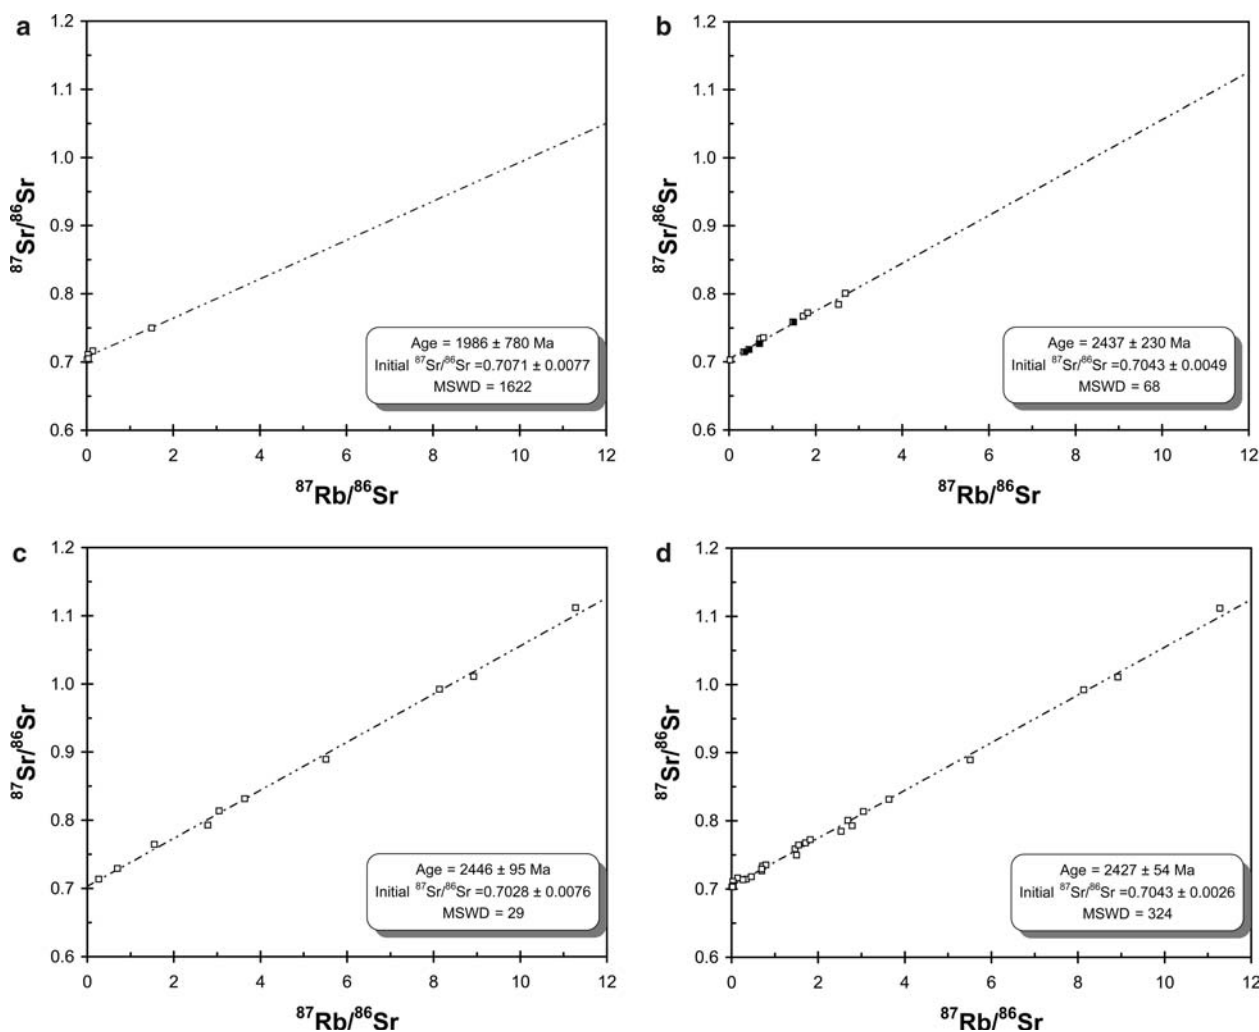 a
1.2
1.1
1.0
0.9
0.8
0.7
0.6
⁸⁷Sr/⁸⁶Sr
Age = 1986 ± 780 Ma
Initial ⁸⁷Sr/⁸⁶Sr =0.7071 ± 0.0077
MSWD = 1622
0 2 4 6 8 10 12
⁸⁷Rb/⁸⁶Sr
b
1.2
1.1
1.0
0.9
0.8
0.7
0.6
⁸⁷Sr/⁸⁶Sr
Age = 2437 ± 230 Ma
Initial ⁸⁷Sr/⁸⁶Sr =0.7043 ± 0.0049
MSWD = 68
0 2 4 6 8 10 12
⁸⁷Rb/⁸⁶Sr
c
1.2
1.1
1.0
0.9
0.8
0.7
0.6
⁸⁷Sr/⁸⁶Sr
Age = 2446 ± 95 Ma
Initial ⁸⁷Sr/⁸⁶Sr =0.7028 ± 0.0076
MSWD = 29
0 2 4 6 8 10 12
⁸⁷Rb/⁸⁶Sr
d
1.2
1.1
1.0
0.9
0.8
0.7
0.6
⁸⁷Sr/⁸⁶Sr
Age = 2427 ± 54 Ma
Initial ⁸⁷Sr/⁸⁶Sr =0.7043 ± 0.0026
MSWD = 324
0 2 4 6 8 10 12
⁸⁷Rb/⁸⁶Sr